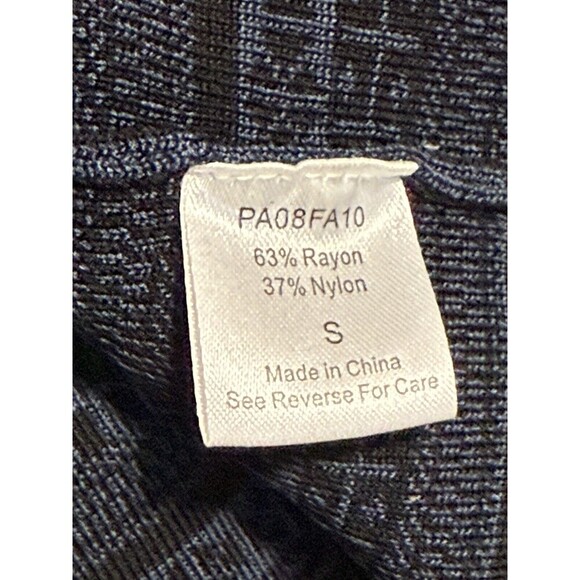 PA08FA10
63% Rayon
37% Nylon
S
Made in China
See Reverse For Care